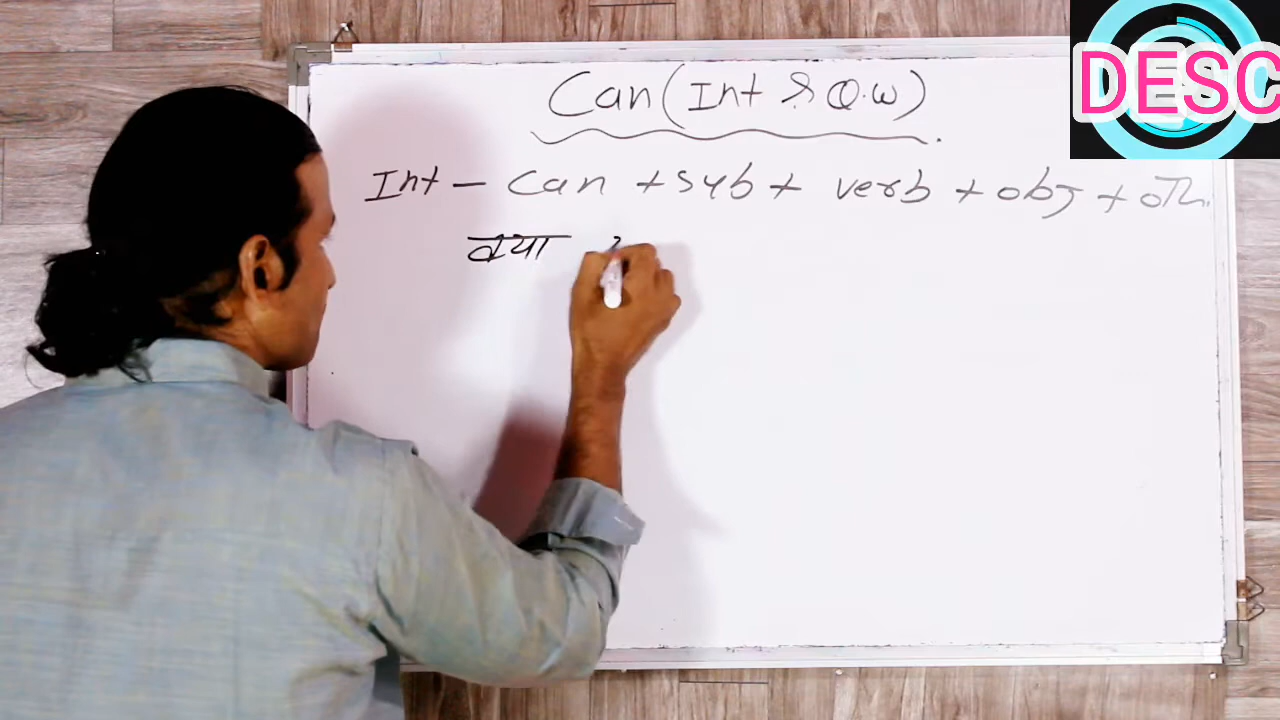 DESC
Can (Int & Q.W)
Int - Can + sub + verb + obj + oth.
क्या